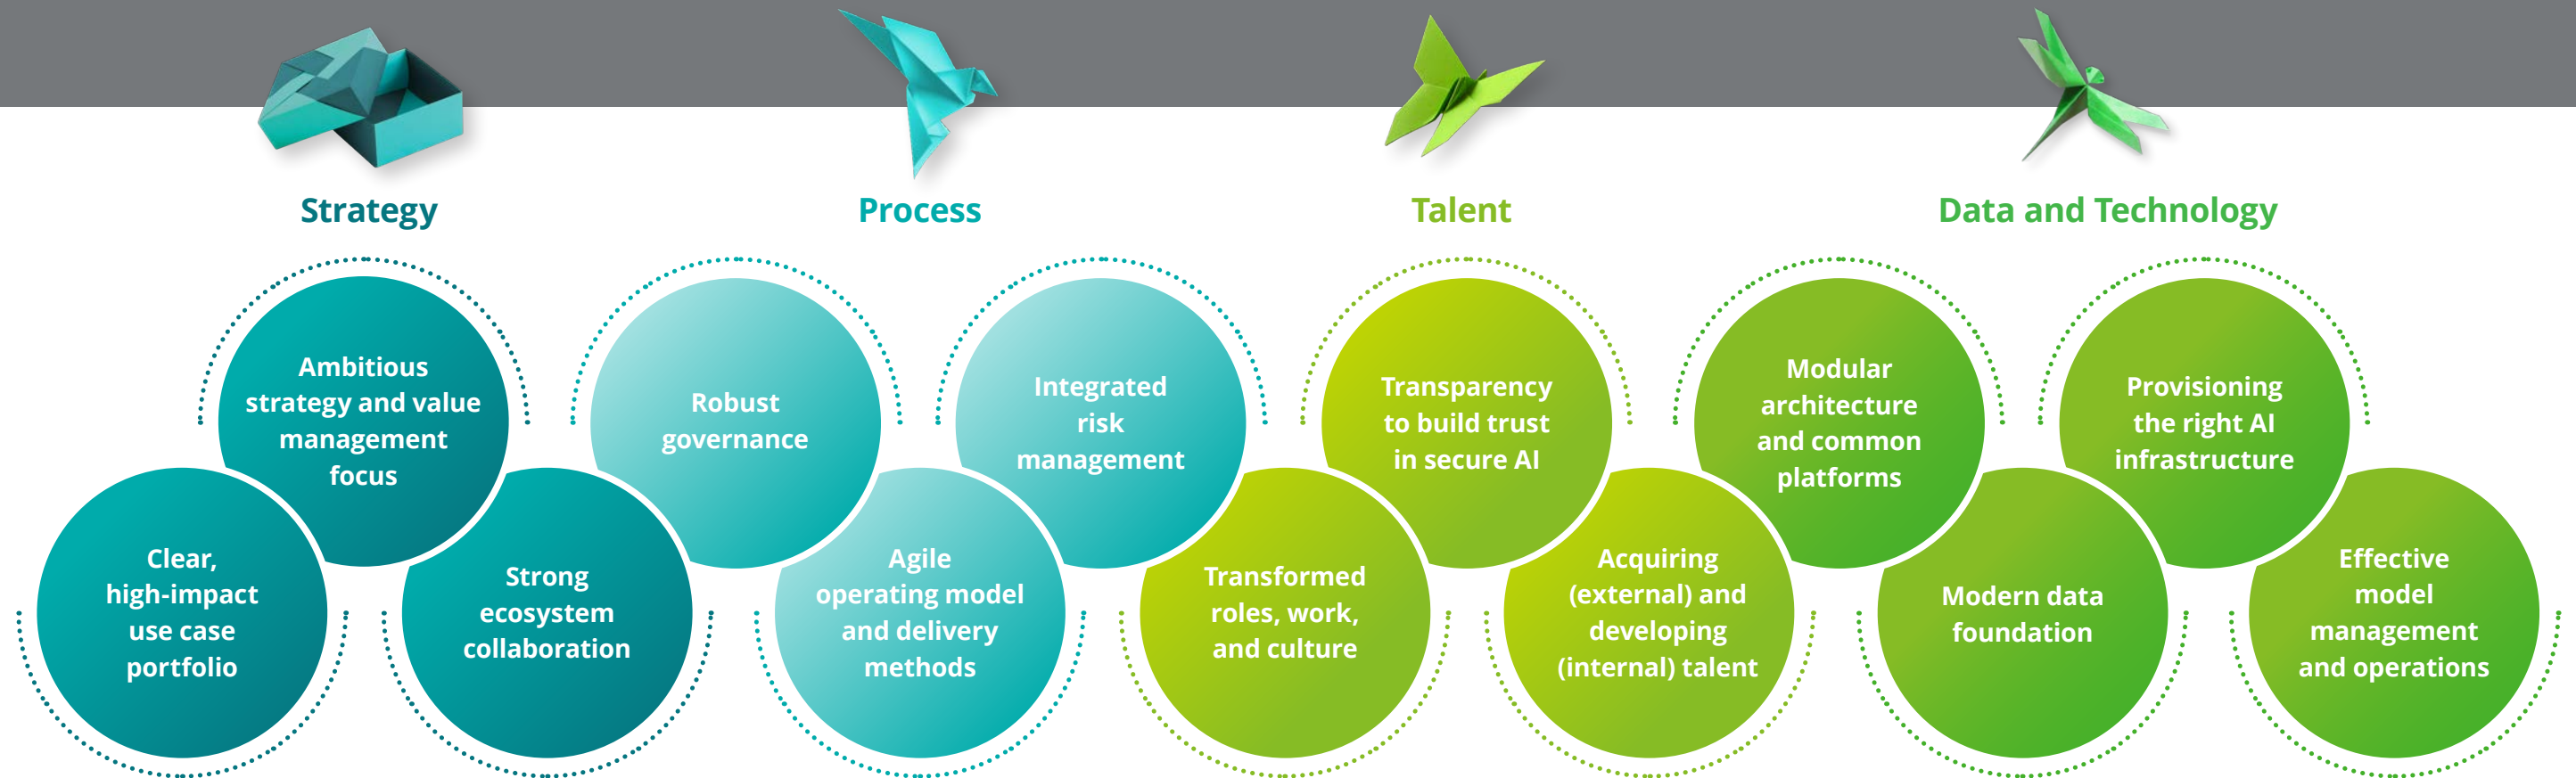 Strategy
Process
Talent
Data and Technology
Clear,
high-impact
use case
portfolio
Ambitious
strategy and value
management
focus
Strong
ecosystem
collaboration
Robust
governance
Agile
operating model
and delivery
methods
Integrated
risk
management
Transformed
roles, work,
and culture
Transparency
to build trust
in secure AI
Acquiring
(external) and
developing
(internal) talent
Modular
architecture
and common
platforms
Modern data
foundation
Provisioning
the right AI
infrastructure
Effective
model
management
and operations